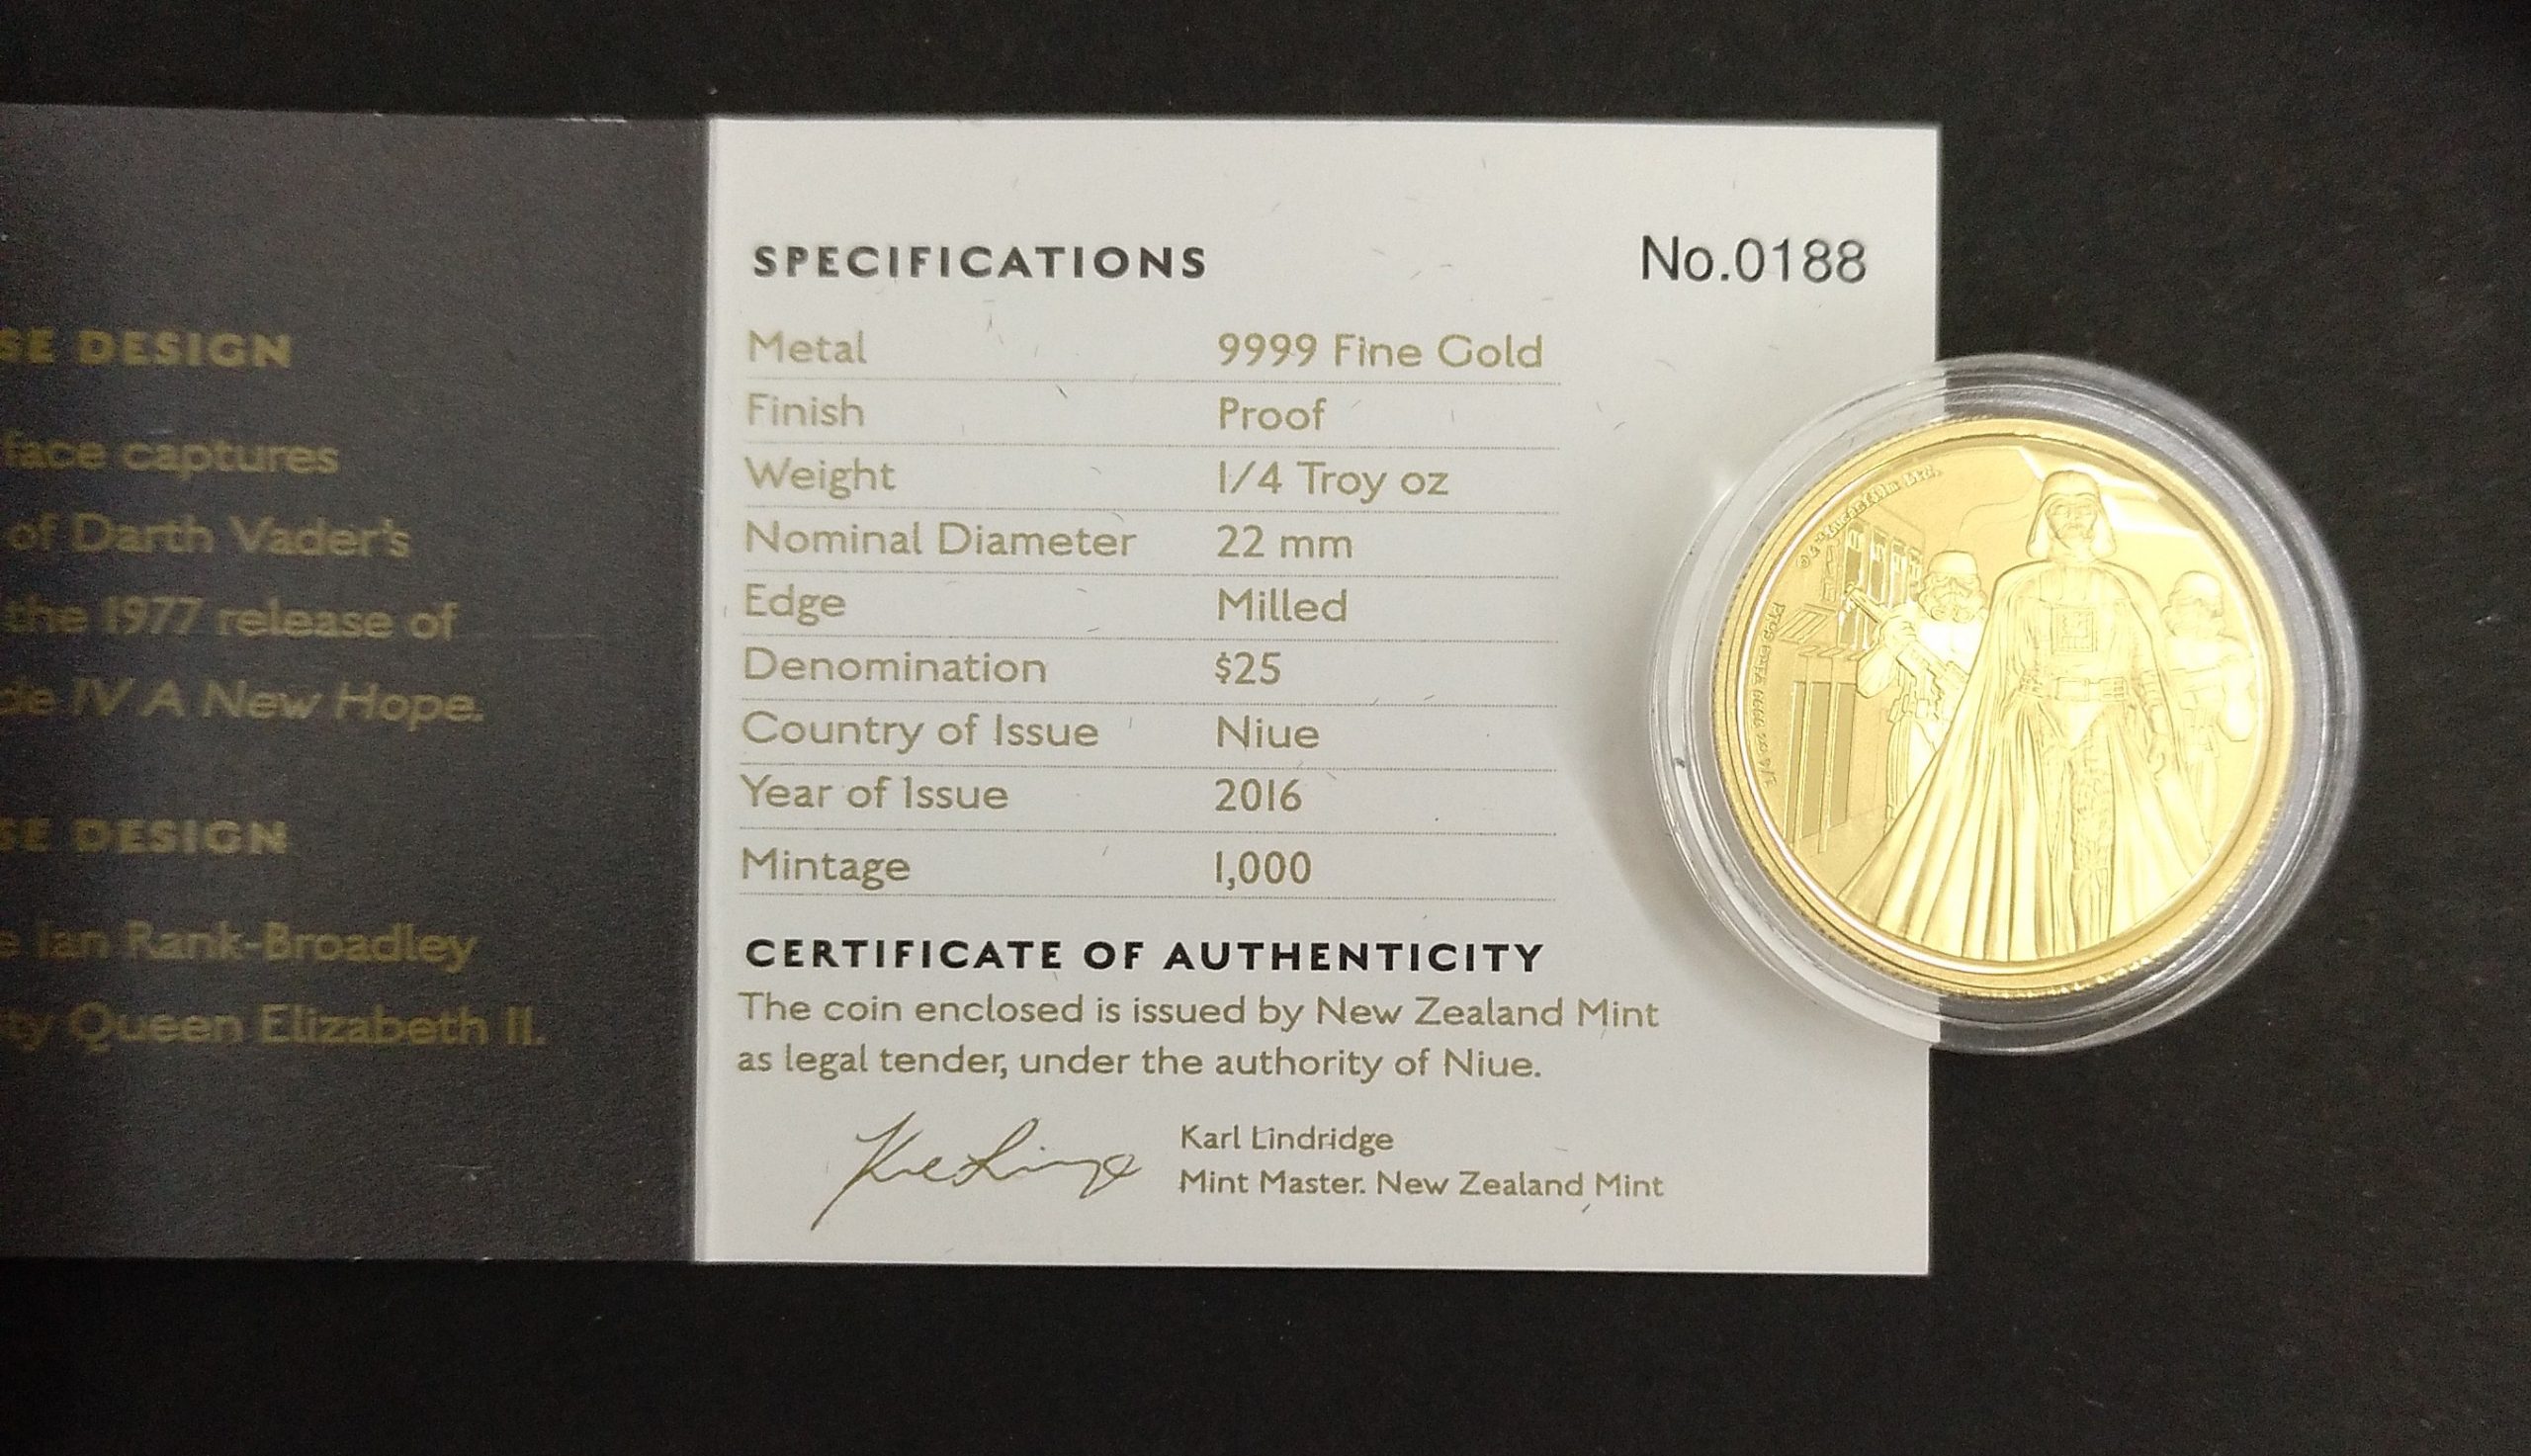 SE DESIGN
face captures
of Darth Vader's
the 1977 release of
IV A New Hope.
SE DESIGN
Ian Rank-Broadley
ty Queen Elizabeth II.
SPECIFICATIONS No.0188
Metal 9999 Fine Gold
Finish Proof
Weight 1/4 Troy oz
Nominal Diameter 22 mm
Edge Milled
Denomination $25
Country of Issue Niue
Year of Issue 2016
Mintage 1,000
CERTIFICATE OF AUTHENTICITY
The coin enclosed is issued by New Zealand Mint
as legal tender, under the authority of Niue.
Karl Lindridge
Mint Master. New Zealand Mint
Lucasfilm Ltd.